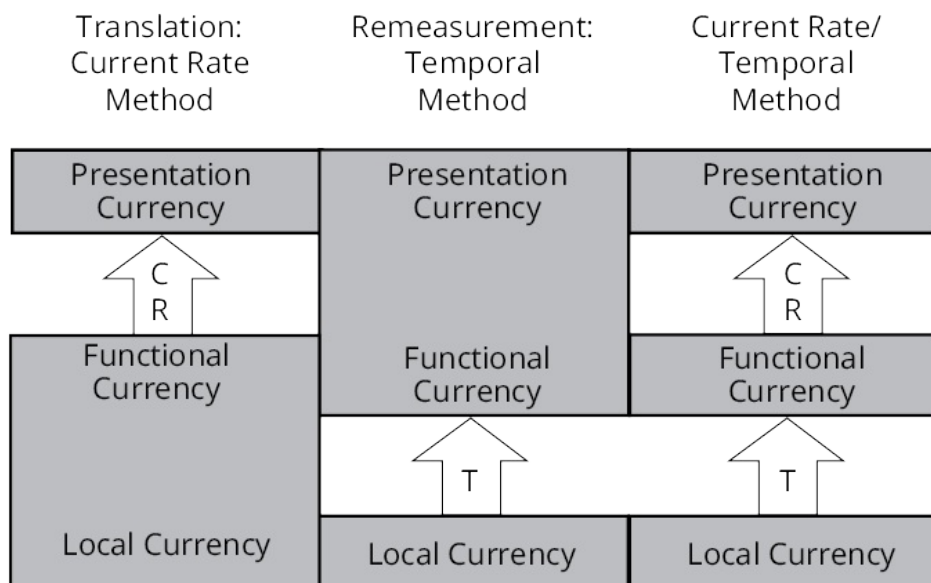 Translation:
Current Rate
Method
Remeasurement:
Temporal
Method
Current Rate/
Temporal
Method
Presentation
Currency
Presentation
Currency
Presentation
Currency
C
R
C
R
Functional
Currency
Functional
Currency
Functional
Currency
T
T
Local Currency
Local Currency
Local Currency